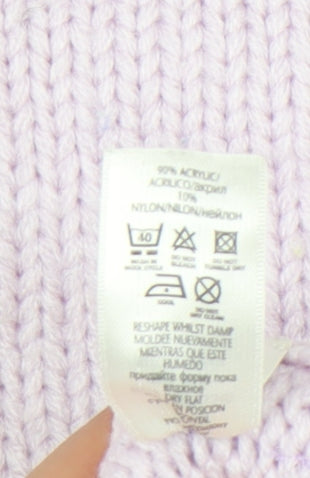 90% ACRYLIC/
ACRILICO/акрил
10%
NYLON/NILON/нейлон
40
DO NOT
BLEACH
DO NOT
TUMBLE DRY
WOOL CYCLE
COOL
DO NOT
DRY CLEAN
RESHAPE WHILST DAMP
MOLDEE NUEVAMENTE
MIENTRAS QUE ESTE
HUMEDO
придайте форму пока
влажное
DRY FLAT
POSICION